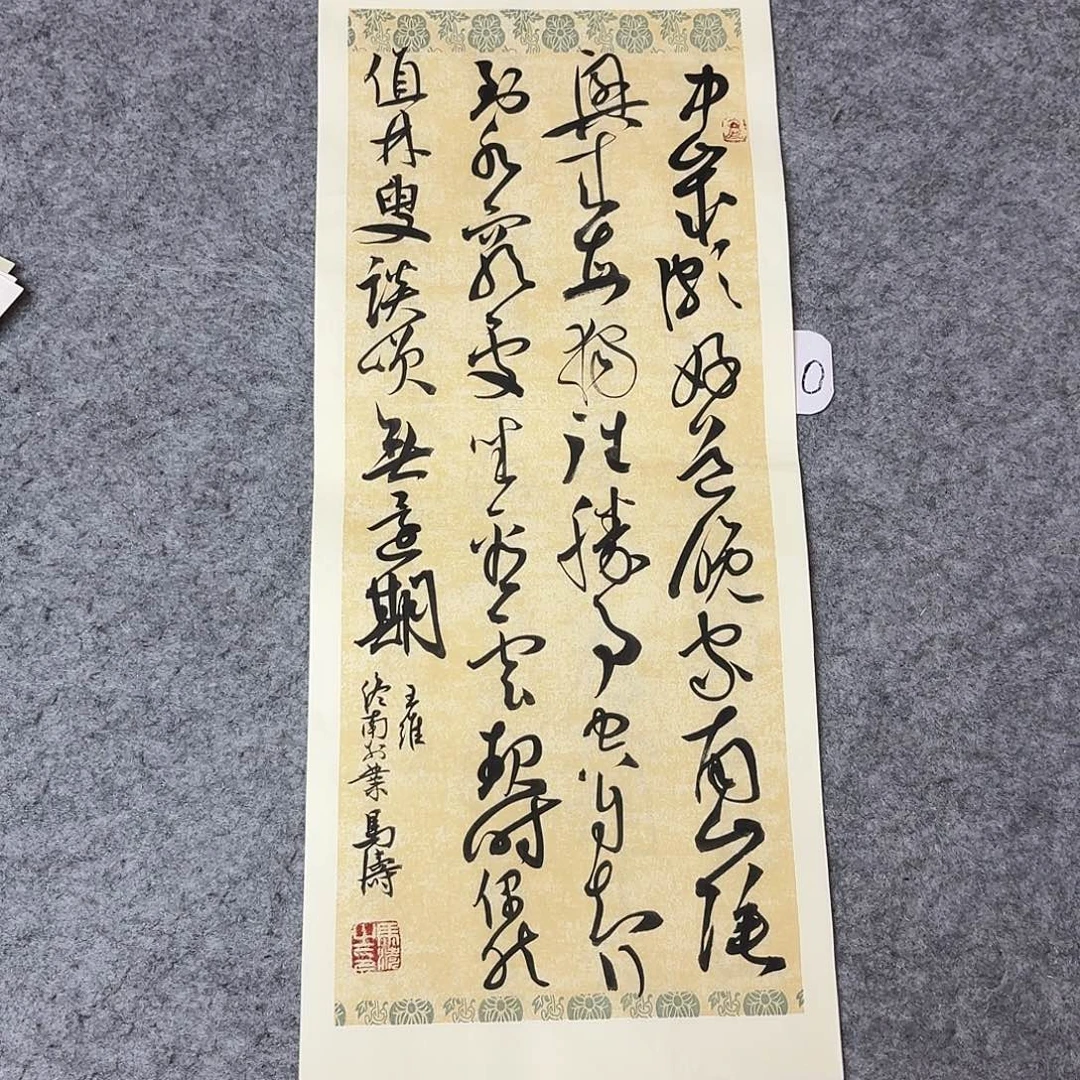 中歲頗好道晚家南山陲
興來每獨往勝事空自知行
到水窮處坐看雲起時偶然
值林叟談笑無還期
王維
終南別業 馬濤
0